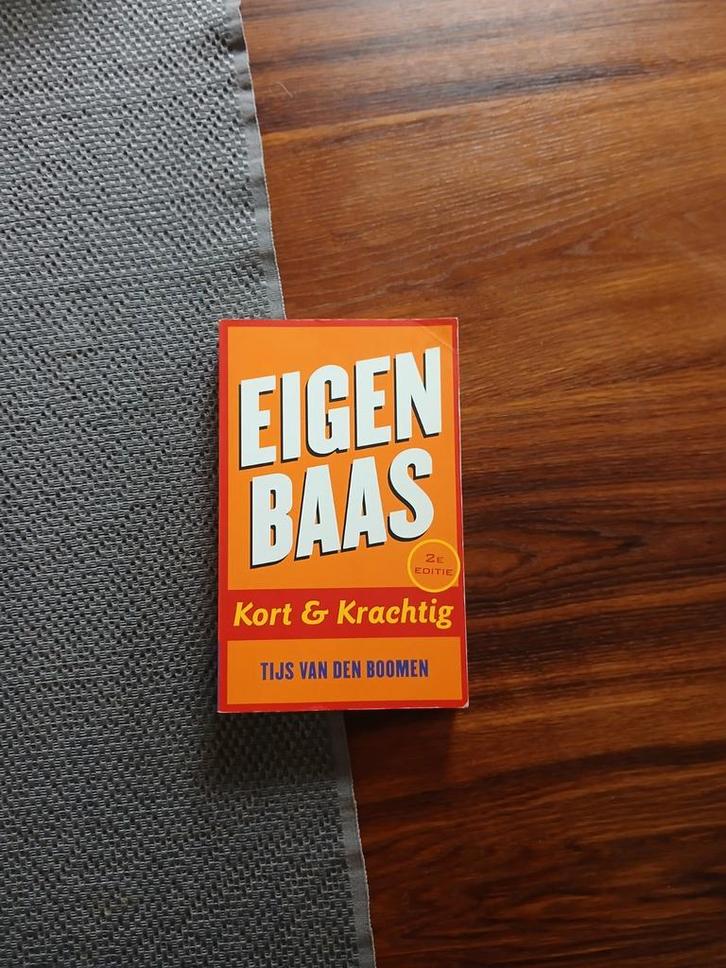 EIGEN
BAAS
2E
EDITIE
Kort & Krachtig
TIJS VAN DEN BOOMEN